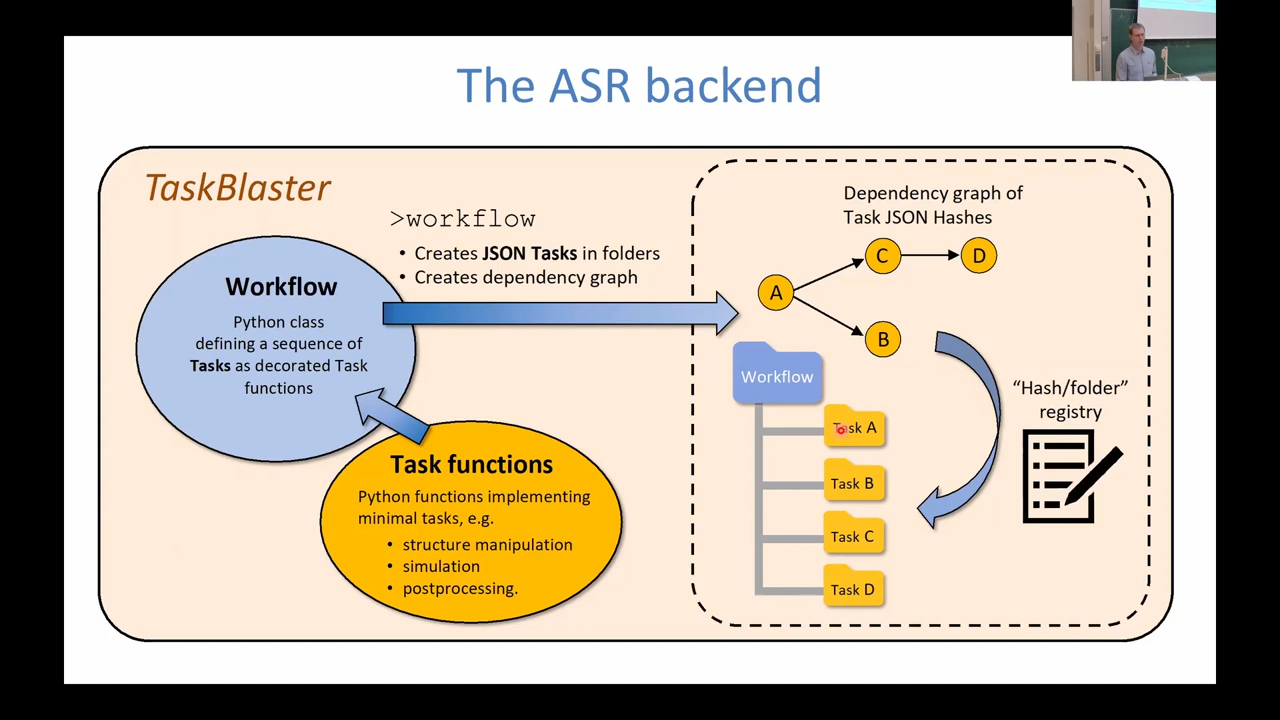 The ASR backend
TaskBlaster
>workflow
• Creates JSON Tasks in folders
• Creates dependency graph
Workflow
Python class
defining a sequence of
Tasks as decorated Task
functions
Task functions
Python functions implementing
minimal tasks, e.g.
• structure manipulation
• simulation
• postprocessing.
Dependency graph of
Task JSON Hashes
A
C
D
B
Workflow
Task A
Task B
Task C
Task D
“Hash/folder”
registry